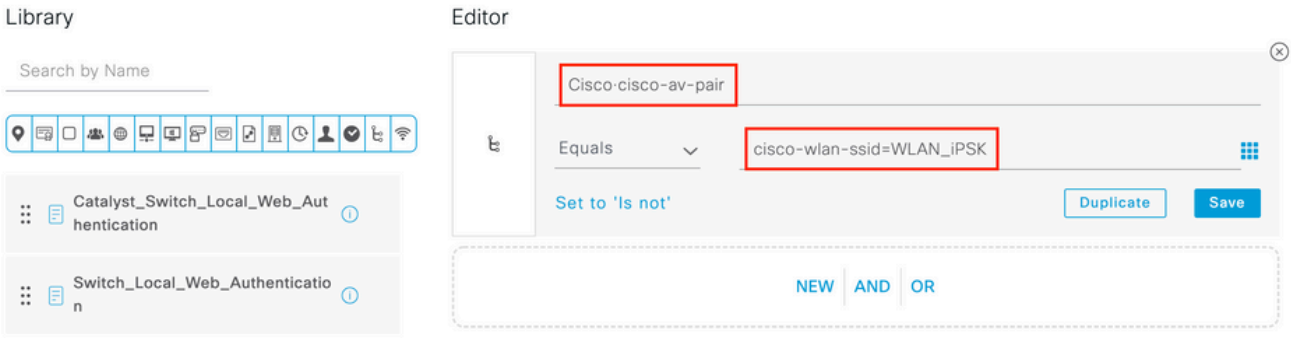 Library
Editor
Search by Name
Cisco·cisco-av-pair
Equals
cisco-wlan-ssid=WLAN_iPSK
Set to 'Is not'
Duplicate
Save
Catalyst_Switch_Local_Web_Aut
hentication
Switch_Local_Web_Authenticatio
n
NEW AND OR